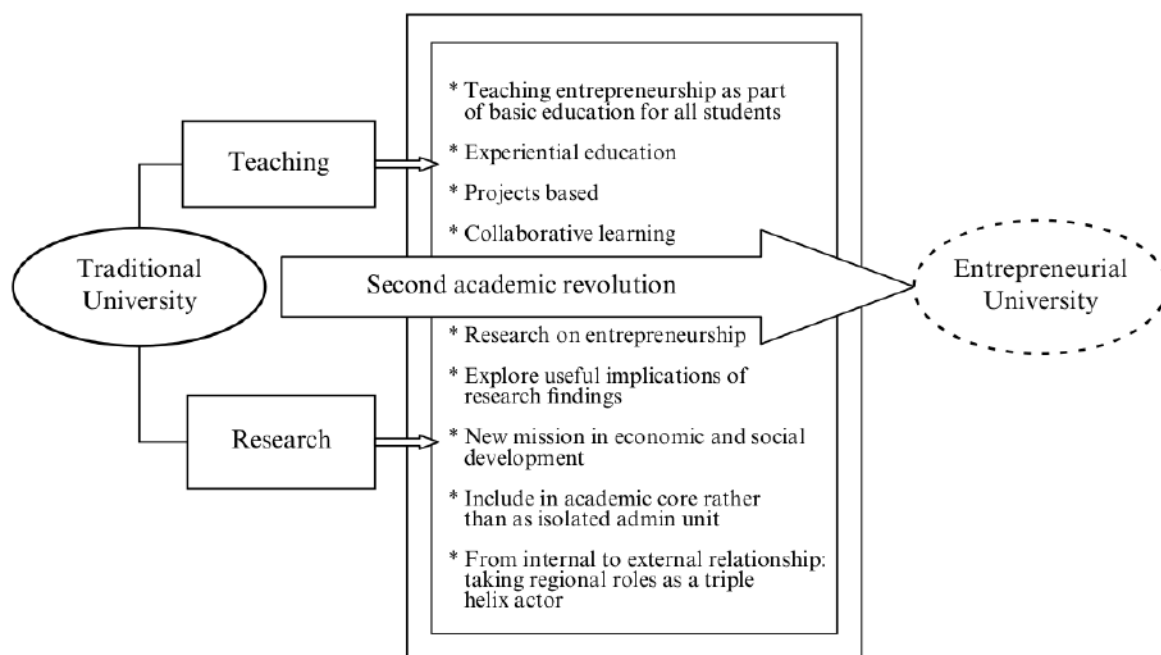 * Teaching entrepreneurship as part
of basic education for all students
Teaching
* Experiential education
* Projects based
* Collaborative learning
Traditional
University
Second academic revolution
Entrepreneurial
University
* Research on entrepreneurship
* Explore useful implications of
research findings
Research
* New mission in economic and social
development
* Include in academic core rather
than as isolated admin unit
* From internal to external relationship:
taking regional roles as a triple
helix actor